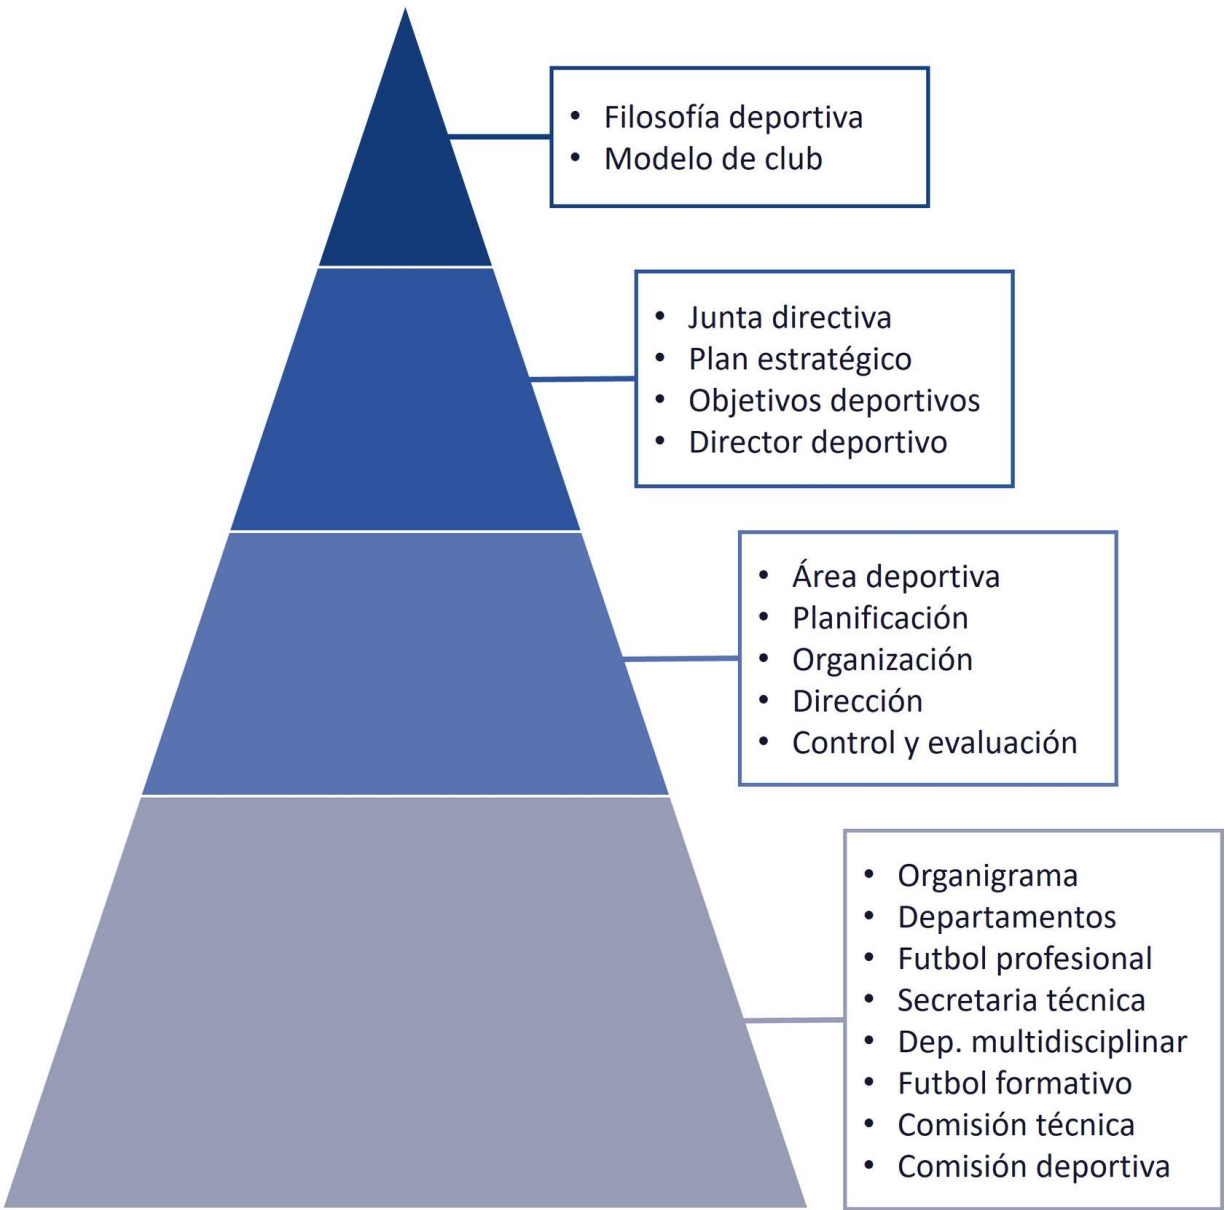 • Filosofía deportiva
• Modelo de club
• Junta directiva
• Plan estratégico
• Objetivos deportivos
• Director deportivo
• Área deportiva
• Planificación
• Organización
• Dirección
• Control y evaluación
• Organigrama
• Departamentos
• Futbol profesional
• Secretaria técnica
• Dep. multidisciplinar
• Futbol formativo
• Comisión técnica
• Comisión deportiva